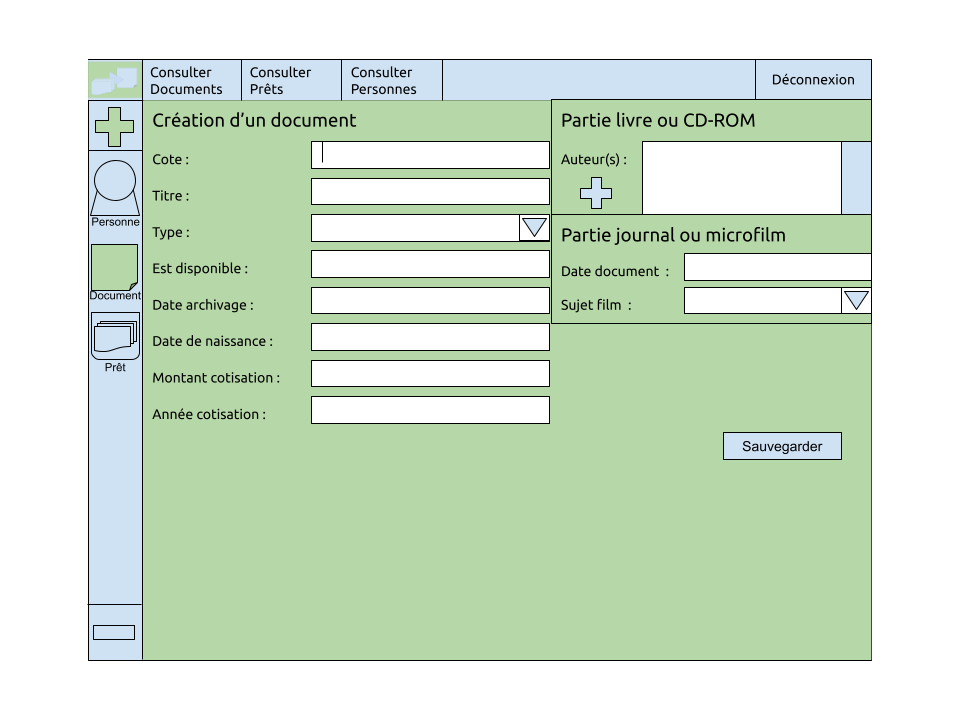 Consulter
Documents
Consulter
Prêts
Consulter
Personnes
Déconnexion
Personne
Document
Prêt
Création d’un document
Cote :
Titre :
Type :
Est disponible :
Date archivage :
Date de naissance :
Montant cotisation :
Année cotisation :
Partie livre ou CD-ROM
Auteur(s) :
Partie journal ou microfilm
Date document :
Sujet film :
Sauvegarder